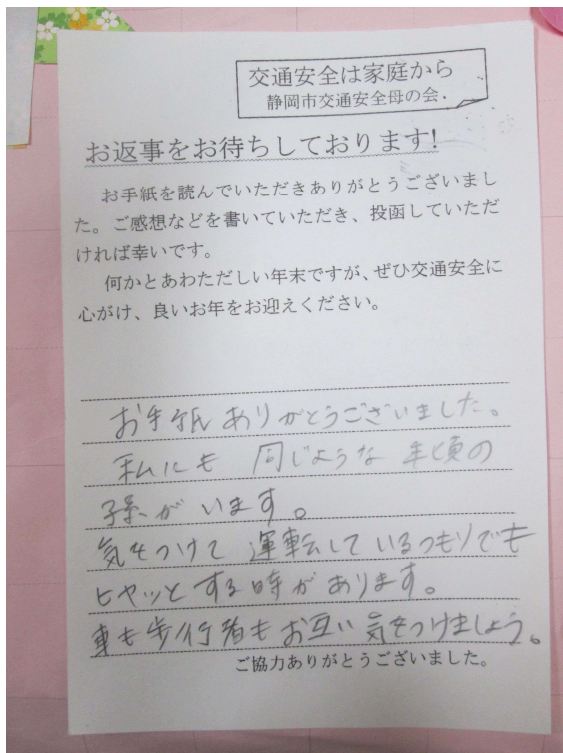 交通安全は家庭から
静岡市交通安全母の会.
お返事をお待ちしております!
お手紙を読んでいただきありがとうございまし
た。ご感想などを書いていただき、投函していただ
ければ幸いです。
何かとあわただしい年末ですが、ぜひ交通安全に
心がけ、良いお年をお迎えください。
お手紙ありがとうございました。
私にも 同じような 年頃の
孫がいます。
気をつけて 運転しているつもりでも
ヒヤッとする時があります。
車も歩行者もお互い気をつけましょう。
ご協力ありがとうございました。